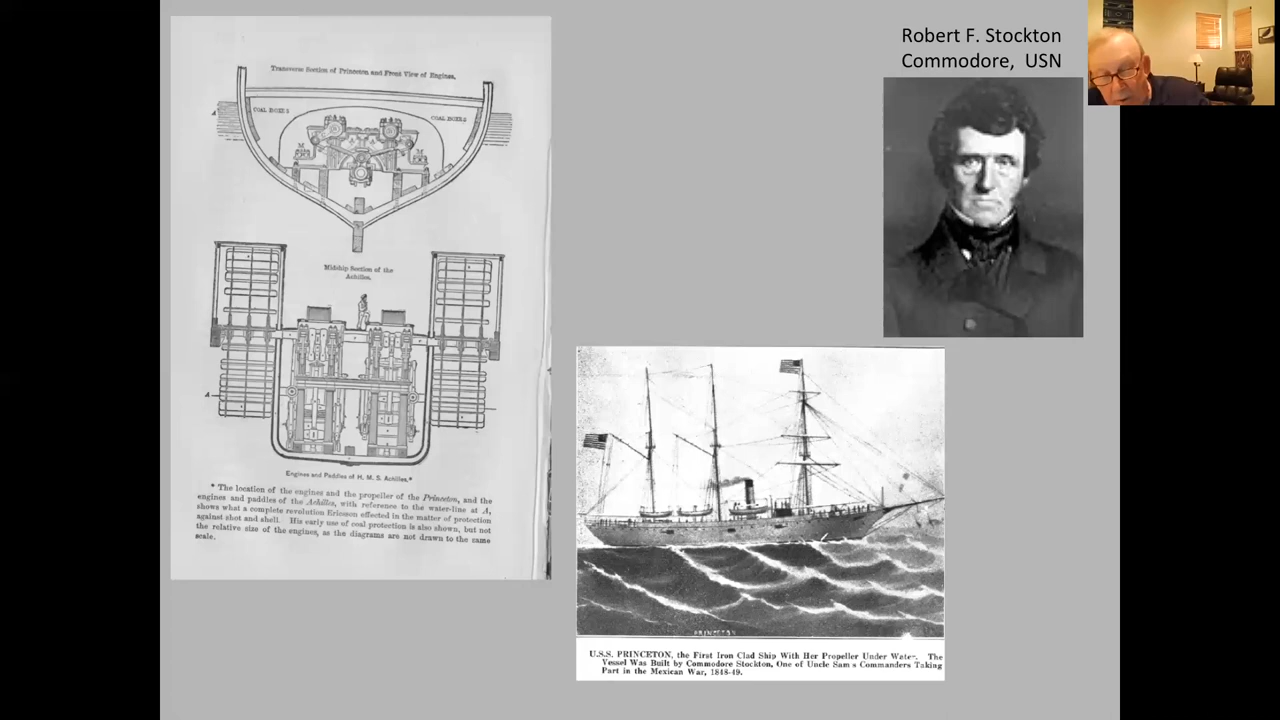 Robert F. Stockton
Commodore, USN
Transverse Section of Princeton and Front View of Engines,
A
COAL BOXES
COAL BOXES
M
M
Midship Section of the
Achilles.
A
Engines and Paddles of H. M. S. Achilles.*
* The location of the engines and the propeller of the Princeton, and the
engines and paddles of the Achilles, with reference to the water-line at A,
shows what a complete revolution Ericsson effected in the matter of protection
against shot and shell. His early use of coal protection is also shown, but not
the relative size of the engines, as the diagrams are not drawn to the same
scale.
PRINCETON
U.S.S. PRINCETON, the First Iron Clad Ship With Her Propeller Under Water. The
Vessel Was Built by Commodore Stockton, One of Uncle Sam s Commanders Taking
Part in the Mexican War, 1848-49.